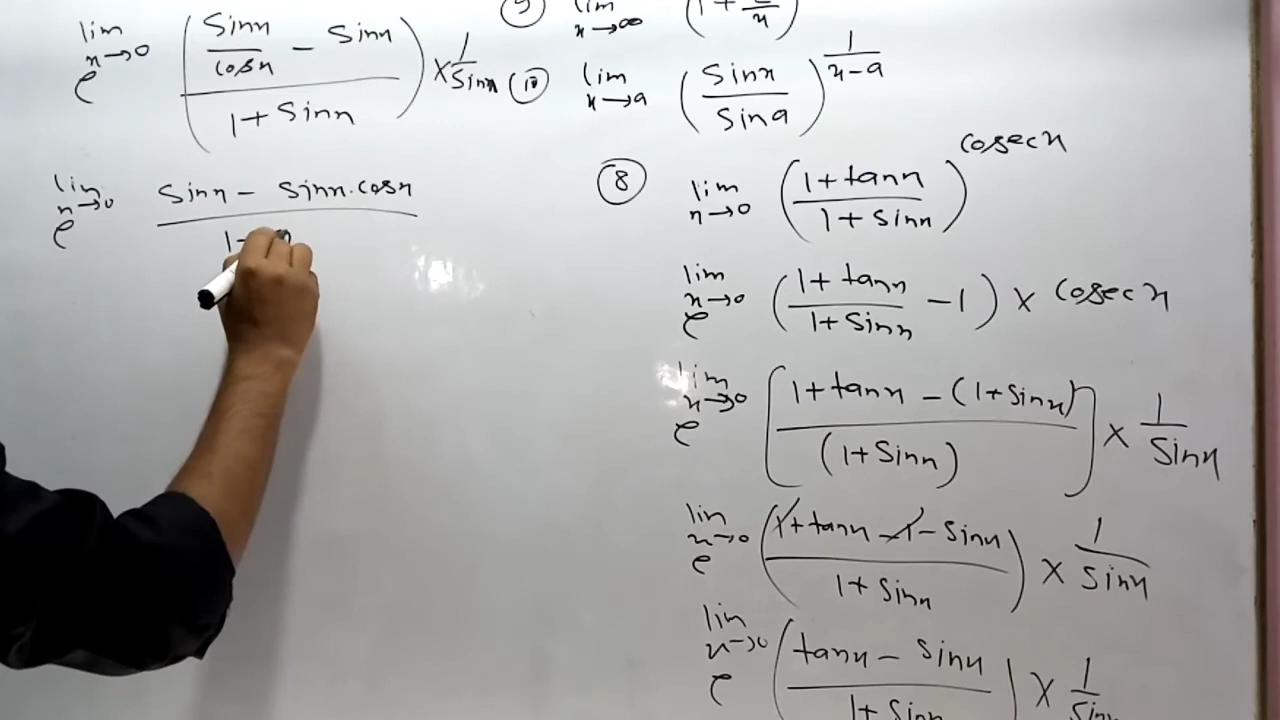 lim x→0 e ( (sinx/cosx - sinx) / (1+ sinx) ) × 1/sinx
lim x→0 e (sinx - sinx.cosx) /
⑨ lim x→∞
⑩ lim x→a (sinx / sina)^(1/(x-a))
⑧ lim x→0 ((1+tanx) / (1+ sinx))^cosecx
lim x→0 e ((1+ tanx) / (1+sinx) -1) × cosecx
lim x→0 e [ (1+tanx - (1+sinx)) / (1+ sinx) ] × 1/sinx
lim x→0 e ( (1+tanx -1- sinx) / (1+ sinx) ) × 1/sinx
lim x→0 e ( (tanx - sinx) / (1+ sinx) ) × 1/sinx